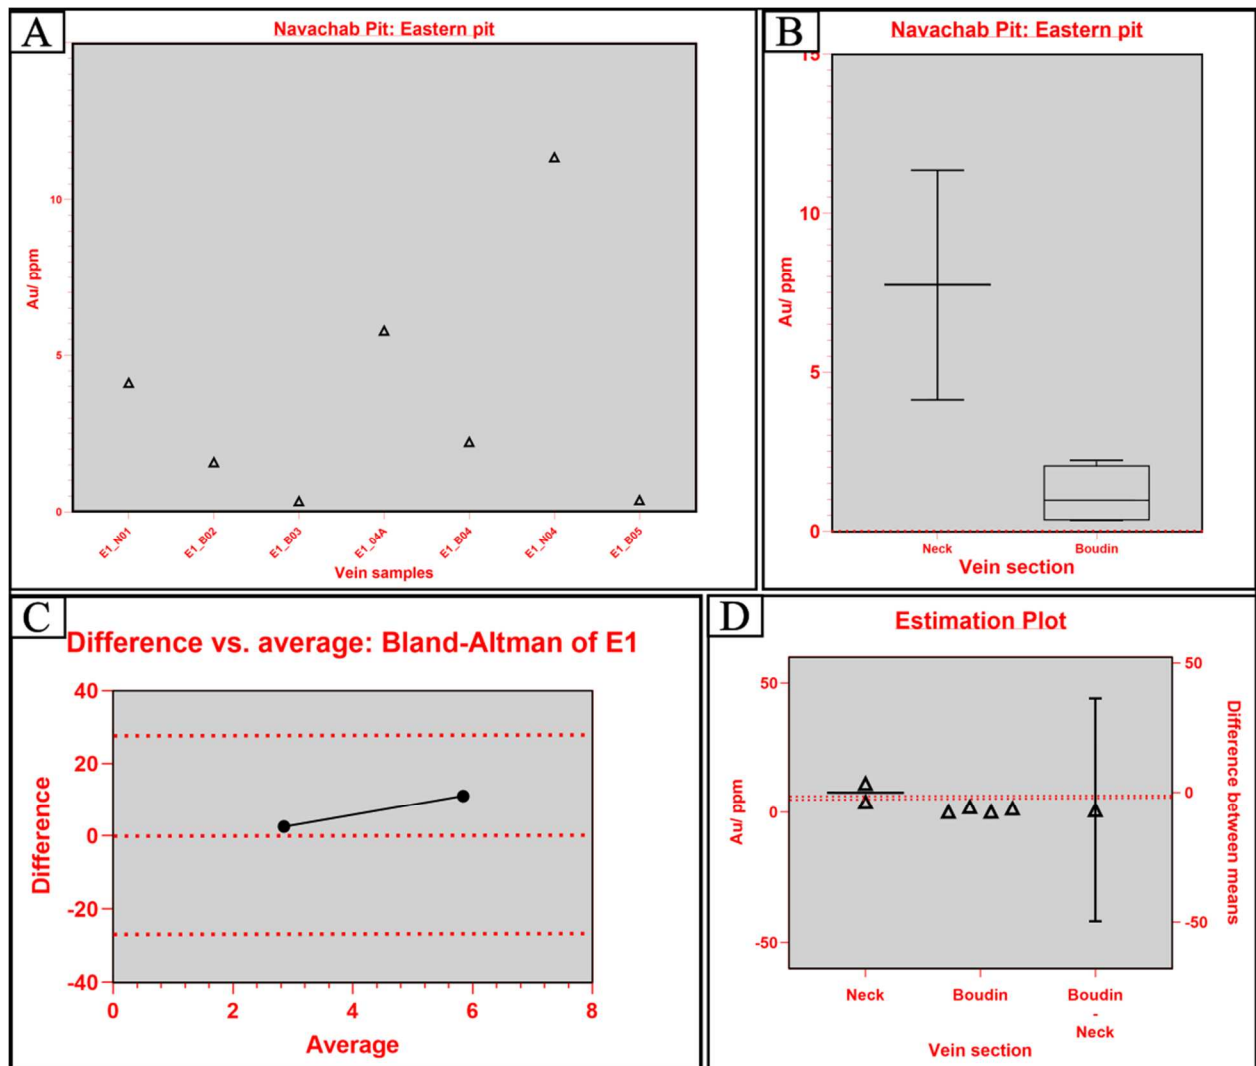 A
Navachab Pit: Eastern pit
10
5
0
Au/ ppm
E1_N01
E1_B02
E1_B03
E1_04A
E1_B04
E1_N04
E1_B05
Vein samples
B
Navachab Pit: Eastern pit
15
10
5
0
Au/ ppm
Neck
Boudin
Vein section
C
Difference vs. average: Bland-Altman of E1
40
20
0
-20
-40
Difference
0
2
4
6
8
Average
D
Estimation Plot
50
0
-50
Au/ ppm
50
0
-50
Difference between means
Neck
Boudin
Boudin
-
Neck
Vein section